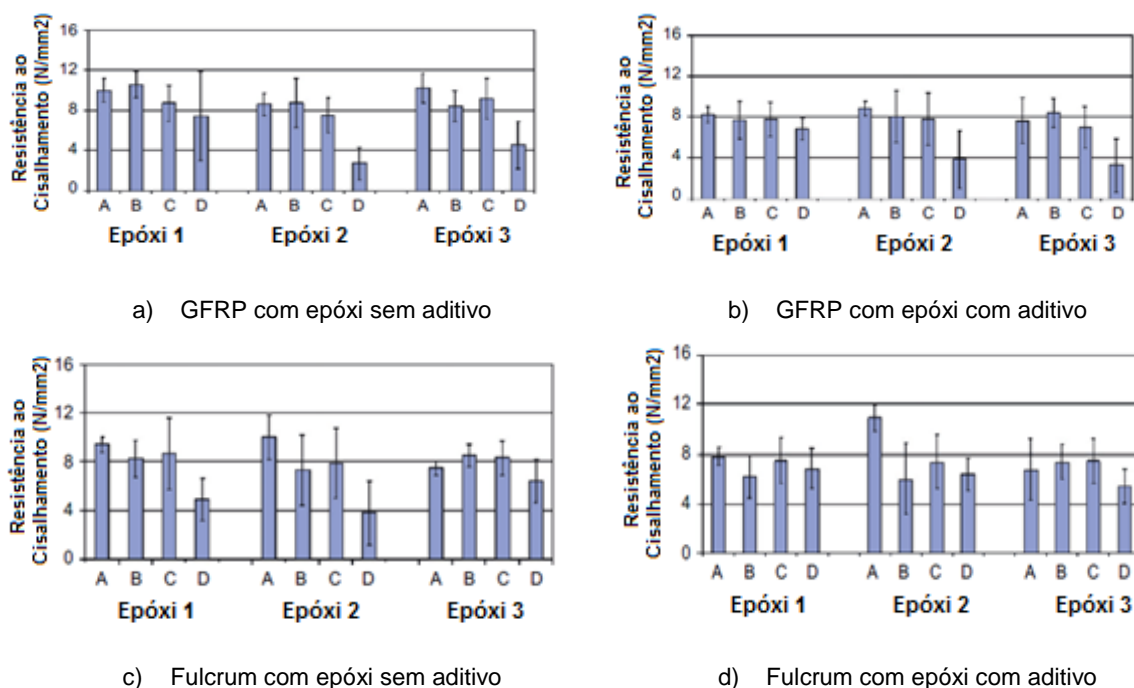 Resistência ao
Cisalhamento (N/mm2)
16
12
8
4
0
A B C D A B C D A B C D
Epóxi 1 Epóxi 2 Epóxi 3
a) GFRP com epóxi sem aditivo
Resistência ao
Cisalhamento (N/mm2)
16
12
8
4
0
A B C D A B C D A B C D
Epóxi 1 Epóxi 2 Epóxi 3
b) GFRP com epóxi com aditivo
Resistência ao
Cisalhamento (N/mm2)
16
12
8
4
0
A B C D A B C D A B C D
Epóxi 1 Epóxi 2 Epóxi 3
c) Fulcrum com epóxi sem aditivo
Resistência ao
Cisalhamento (N/mm2)
16
12
8
4
0
A B C D A B C D A B C D
Epóxi 1 Epóxi 2 Epóxi 3
d) Fulcrum com epóxi com aditivo